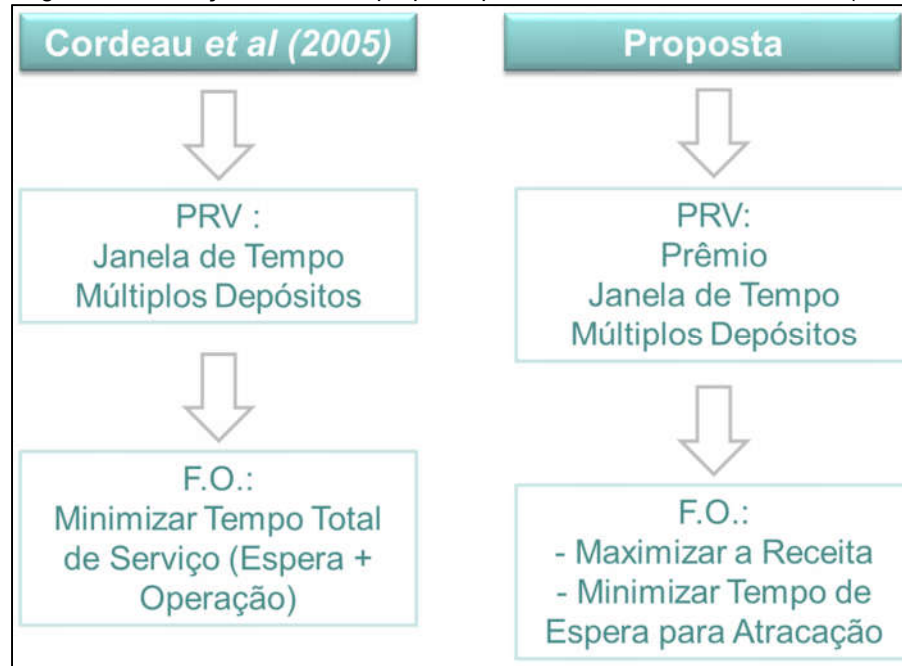 Cordeau et al (2005)
PRV :
Janela de Tempo
Múltiplos Depósitos
F.O.:
Minimizar Tempo Total
de Serviço (Espera +
Operação)
Proposta
PRV:
Prêmio
Janela de Tempo
Múltiplos Depósitos
F.O.:
- Maximizar a Receita
- Minimizar Tempo de
Espera para Atracação